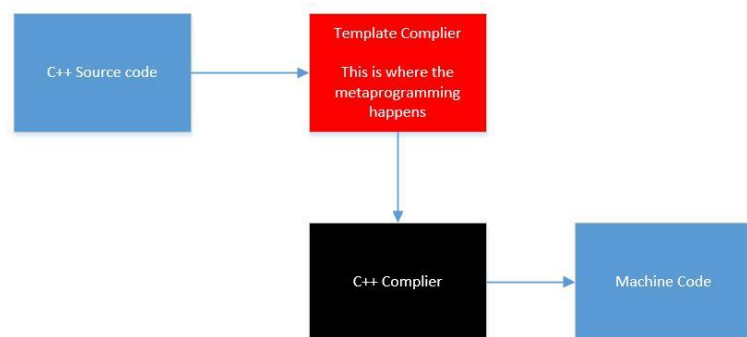 C++ Source code
Template Complier
This is where the
metaprogramming
happens
C++ Complier
Machine Code